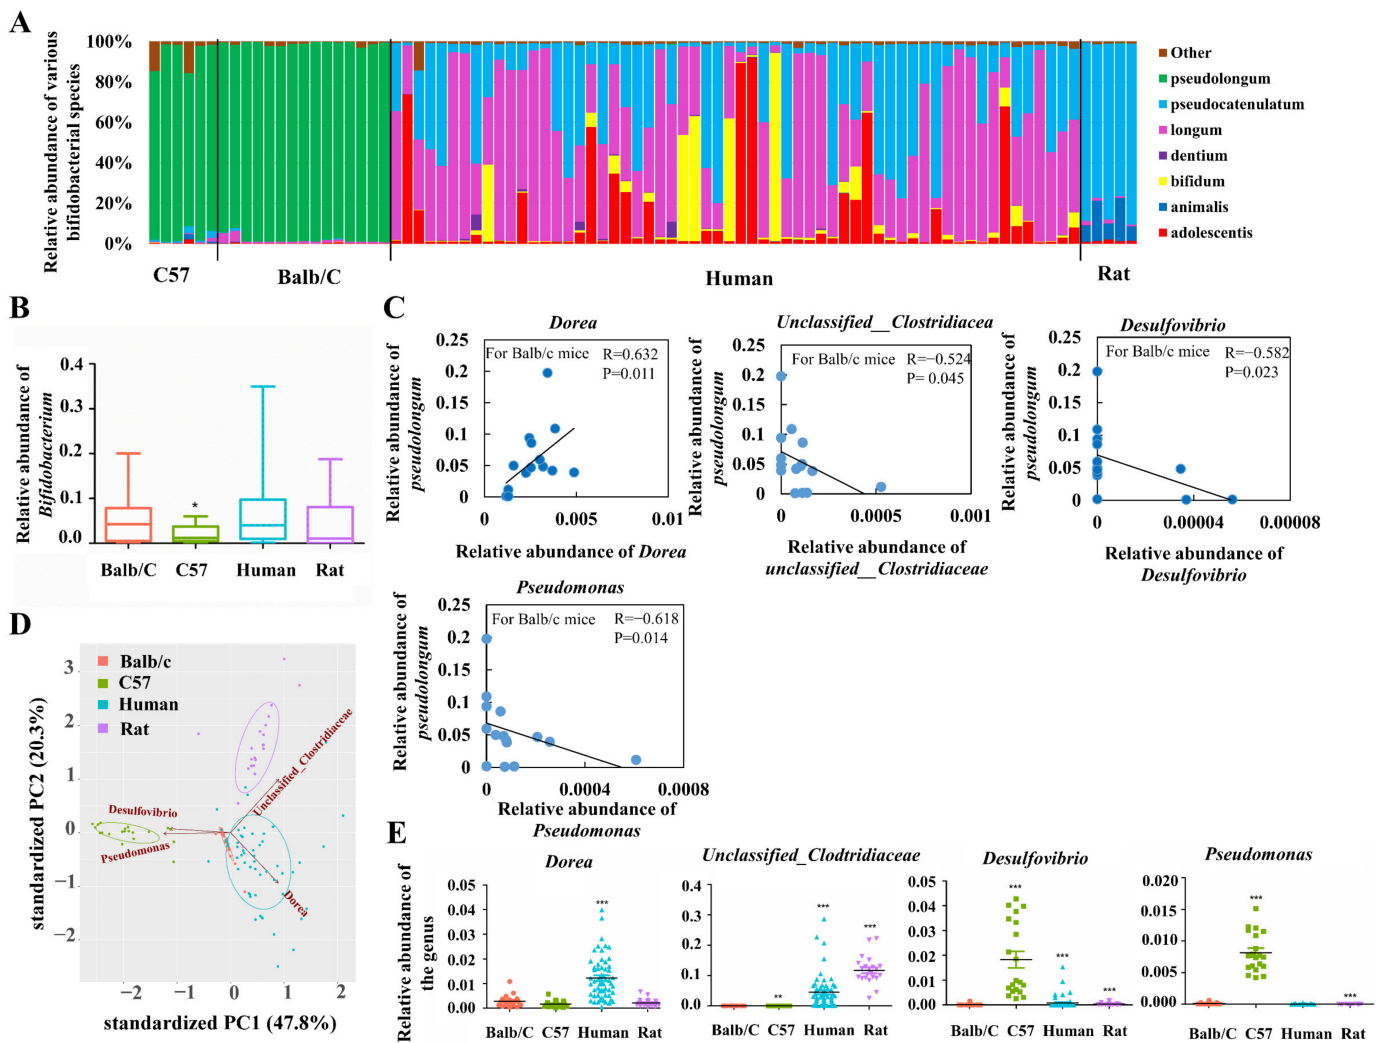 A
Relative abundance of various
bifidobacterial species
100%
80%
60%
40%
20%
0%
C57
Balb/C
Human
Rat
Other
pseudolongum
pseudocatenulatum
longum
dentium
bifidum
animalis
adolescentis
B
Relative abundance of
Bifidobacterium
0.4
0.3
0.2
0.1
0.0
*
Balb/C
C57
Human
Rat
C
Dorea
Relative abundance of
pseudolongum
0.25
0.2
0.15
0.1
0.05
0
For Balb/c mice
R=0.632
P=0.011
0
0.005
0.01
Relative abundance of Dorea
Unclassified__Clostridiacea
Relative abundance of
pseudolongum
0.25
0.2
0.15
0.1
0.05
0
For Balb/c mice
R=−0.524
P= 0.045
0
0.0005
0.001
Relative abundance of
unclassified__Clostridiaceae
Desulfovibrio
Relative abundance of
pseudolongum
0.25
0.2
0.15
0.1
0.05
0
For Balb/c mice
R=−0.582
P=0.023
0
0.00004
0.00008
Relative abundance of
Desulfovibrio
Pseudomonas
Relative abundance of
pseudolongum
0.25
0.2
0.15
0.1
0.05
0
For Balb/c mice
R=−0.618
P=0.014
0
0.0004
0.0008
Relative abundance of
Pseudomonas
D
standardized PC2 (20.3%)
3
2
1
0
−1
−2
Balb/c
C57
Human
Rat
Unclassified_Clostridiaceae
Desulfovibrio
Pseudomonas
Dorea
−2
−1
0
1
2
standardized PC1 (47.8%)
E
Relative abundance of
the genus
Dorea
0.05
0.04
0.03
0.02
0.01
0.00
***
Balb/C
C57
Human
Rat
Unclassified_Clodtridiaceae
0.4
0.3
0.2
0.1
0.0
**
***
***
Balb/C
C57
Human
Rat
Desulfovibrio
0.05
0.04
0.03
0.02
0.01
0.00
***
***
***
Balb/C
C57
Human
Rat
Pseudomonas
0.020
0.015
0.010
0.005
0.000
***
***
Balb/C
C57
Human
Rat